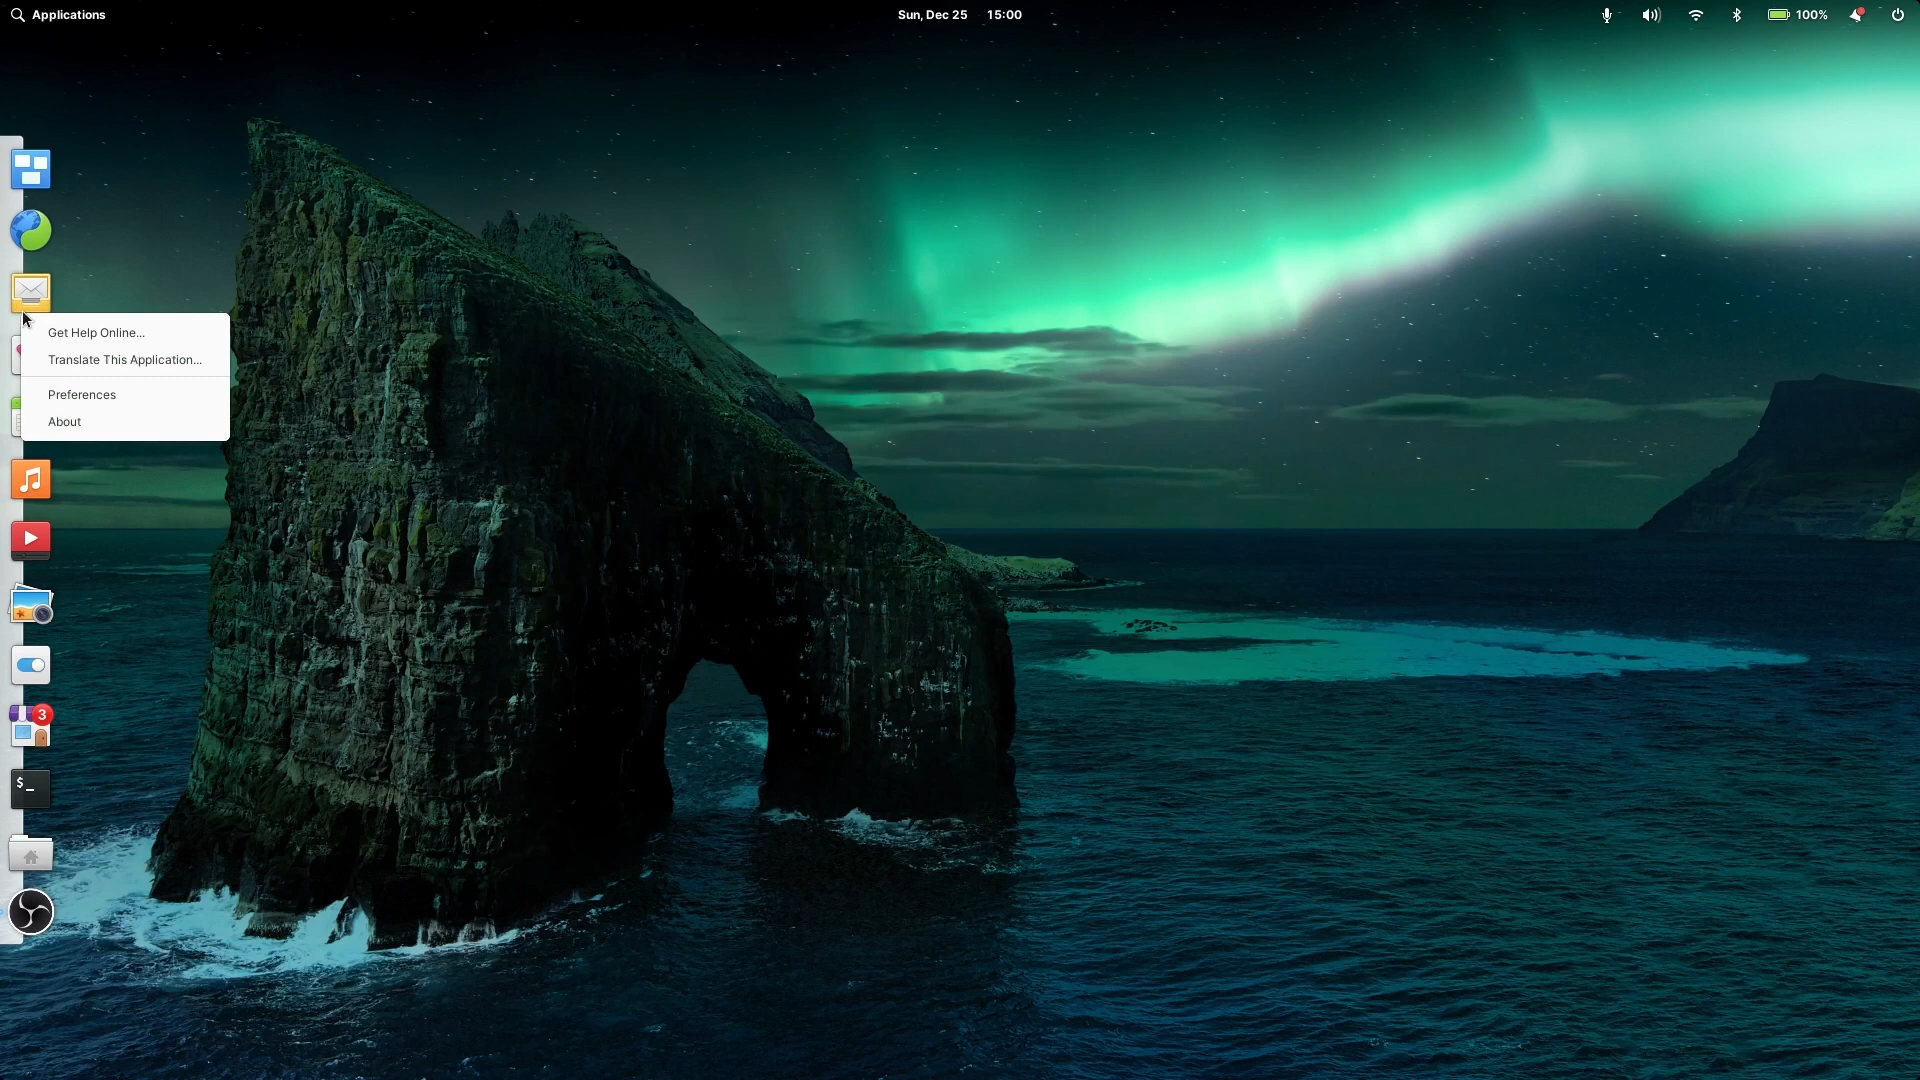 Applications
Sun, Dec 25 15:00
100%
Get Help Online...
Translate This Application...
Preferences
About
3
$_